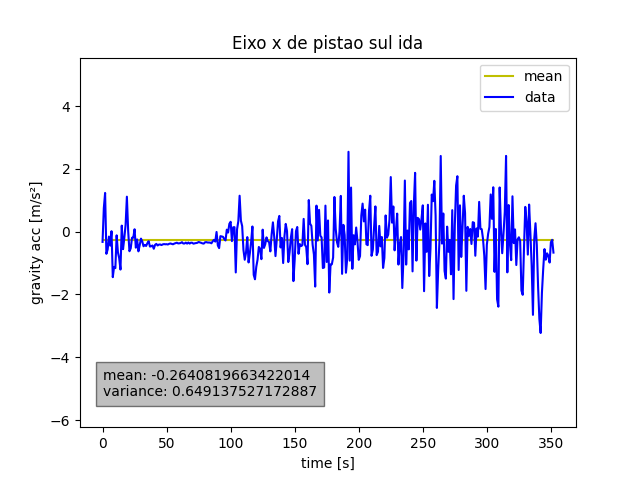 Eixo x de pistao sul ida
mean
data
gravity acc [m/s²]
4
2
0
−2
−4
−6
mean: -0.2640819663422014
variance: 0.649137527172887
0 50 100 150 200 250 300 350
time [s]